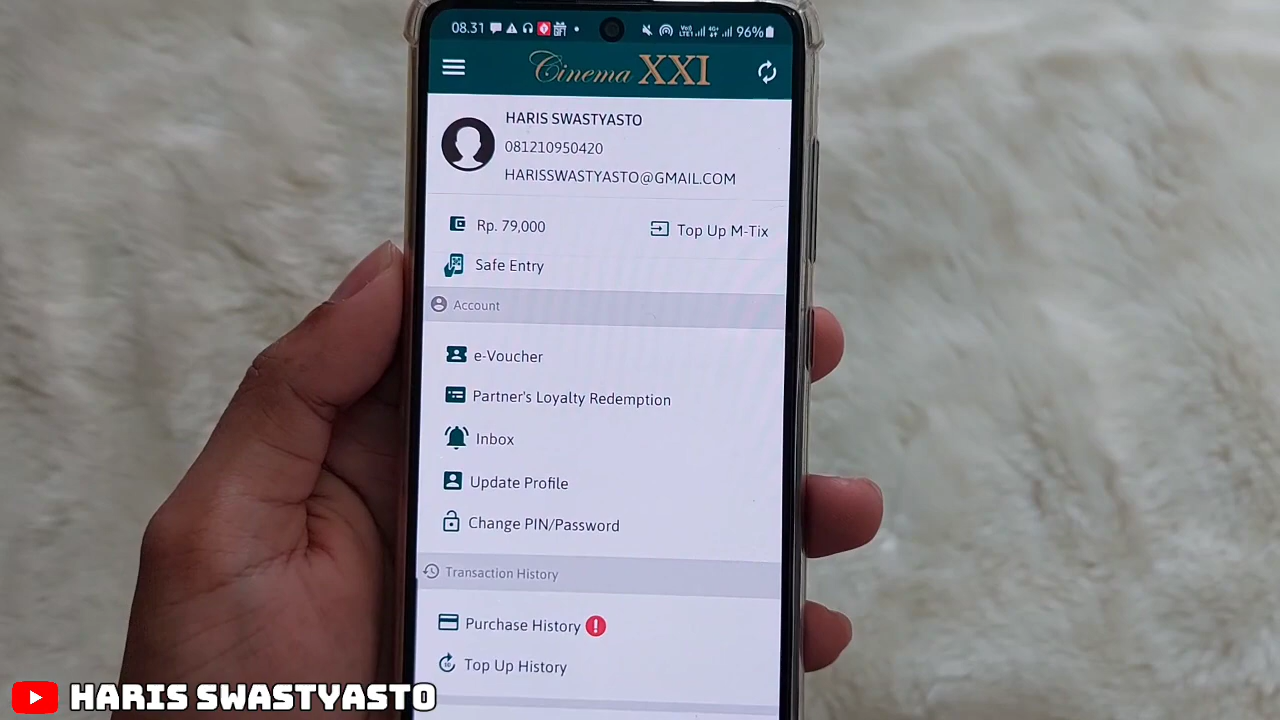 08.31 96%
Cinema XXI
HARIS SWASTYASTO
081210950420
HARISSWASTYASTO@GMAIL.COM
Rp. 79,000 Top Up M-Tix
Safe Entry
Account
e-Voucher
Partner's Loyalty Redemption
Inbox
Update Profile
Change PIN/Password
Transaction History
Purchase History
Top Up History
HARIS SWASTYASTO